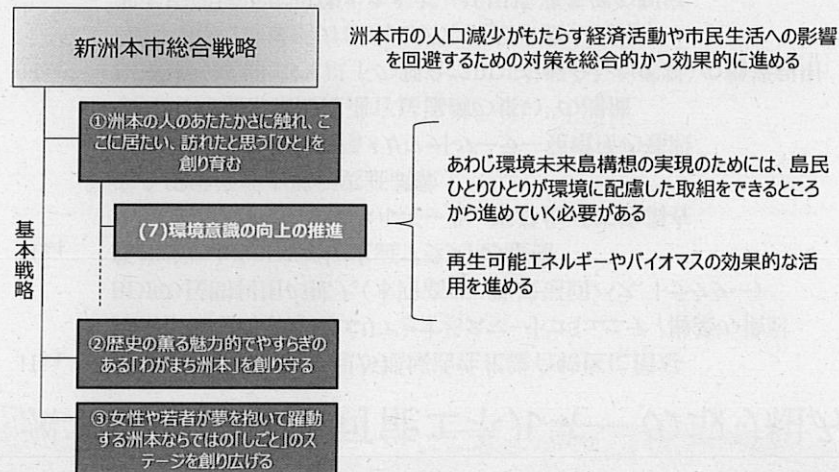 新洲本市総合戦略
洲本市の人口減少がもたらす経済活動や市民生活への影響
を回避するための対策を総合的かつ効果的に進める
基本戦略
①洲本の人のあたたかさに触れ、こ
こに居たい、訪れたと思う「ひと」を
創り育む
(7)環境意識の向上の推進
あわじ環境未来島構想の実現のためには、島民
ひとりひとりが環境に配慮した取組をできるところ
から進めていく必要がある
再生可能エネルギーやバイオマスの効果的な活
用を進める
②歴史の薫る魅力的でやすらぎの
ある「わがまち洲本」を創り守る
③女性や若者が夢を抱いて躍動
する洲本ならではの「しごと」のス
テージを創り広げる